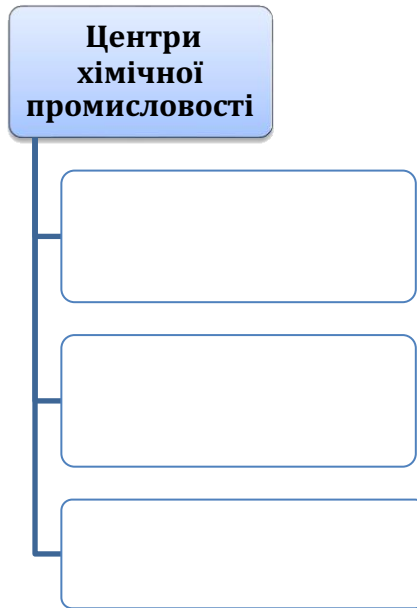 Центри
хімічної
промисловості